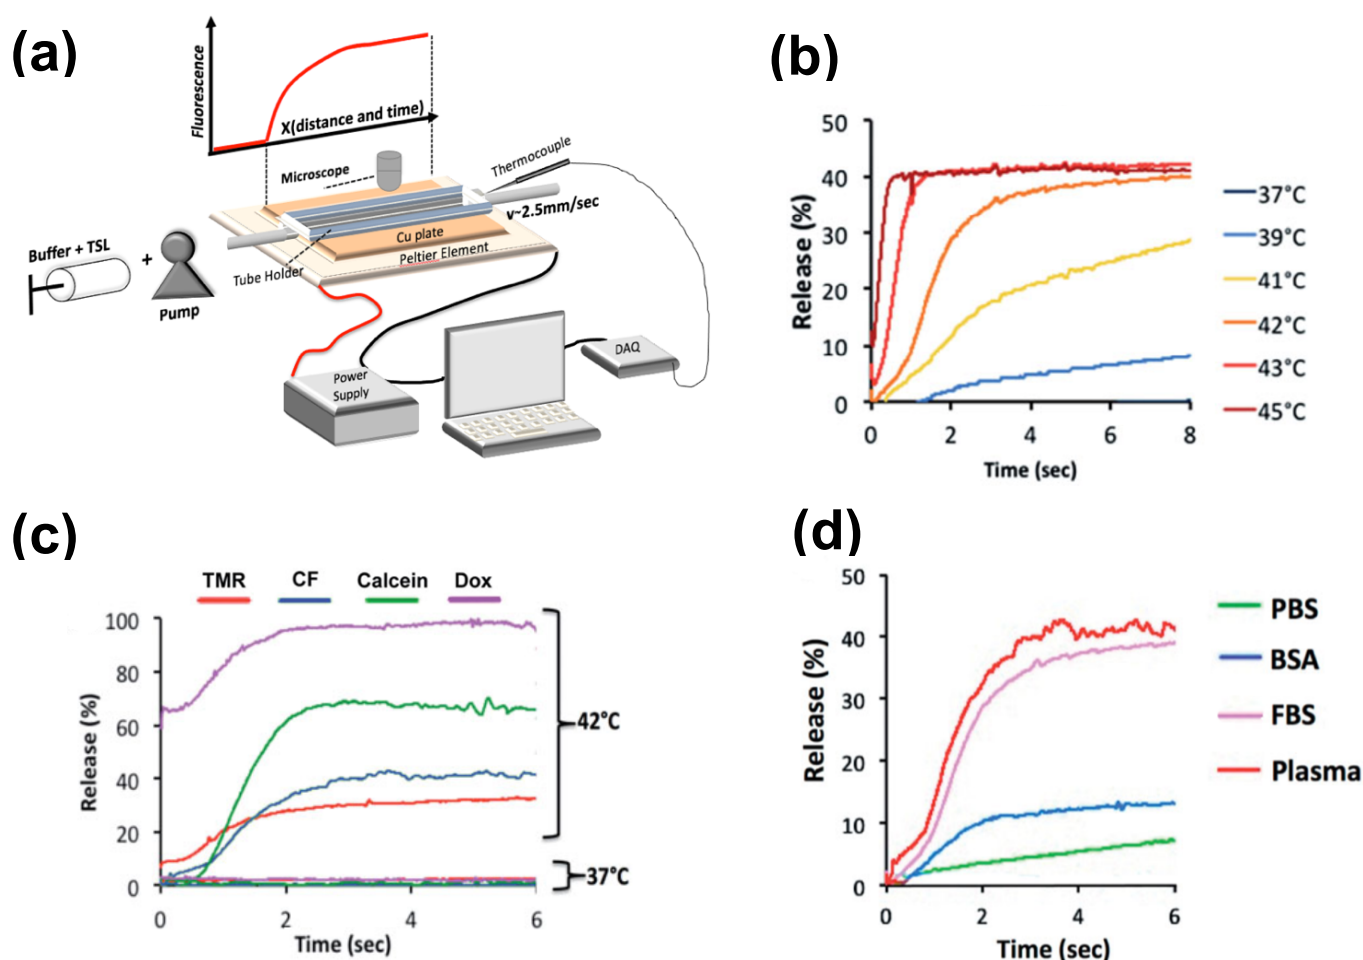 (a)
Fluorescence
X(distance and time)
Microscope
Thermocouple
v~2.5mm/sec
Buffer + TSL
+
Pump
Tube Holder
Cu plate
Peltier Element
Power
Supply
DAQ
(b)
Release (%)
50
40
30
20
10
0
0 2 4 6 8
Time (sec)
37°C
39°C
41°C
42°C
43°C
45°C
(c)
TMR CF Calcein Dox
Release (%)
100
80
60
40
20
0
0 2 4 6
Time (sec)
42°C
37°C
(d)
Release (%)
50
40
30
20
10
0
0 2 4 6
Time (sec)
PBS
BSA
FBS
Plasma